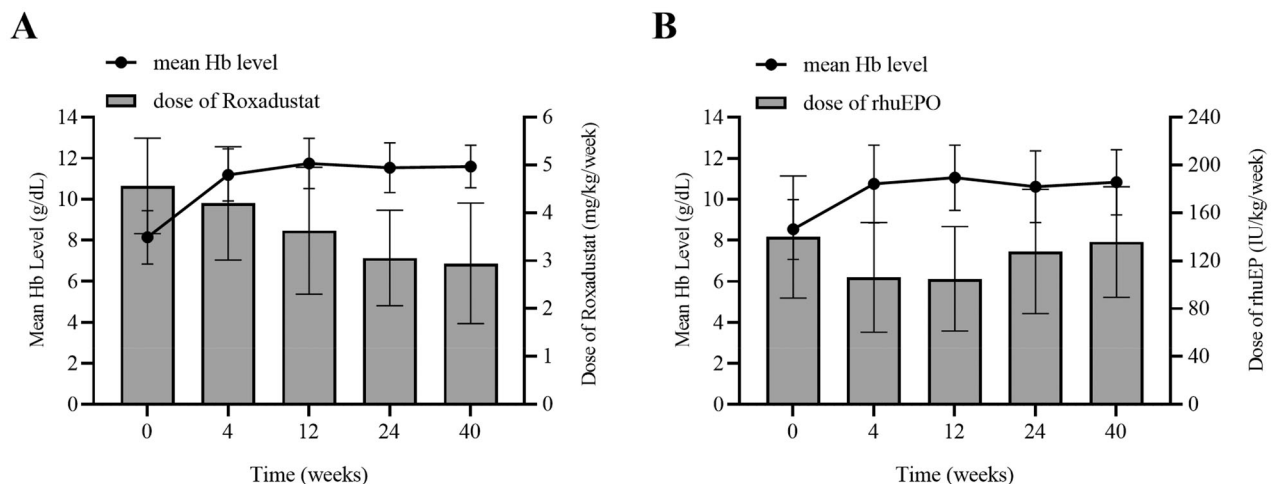 A
mean Hb level
dose of Roxadustat
Mean Hb Level (g/dL)
14
12
10
8
6
4
2
0
6
5
4
3
2
1
0
Dose of Roxadustat (mg/kg/week)
0 4 12 24 40
Time (weeks)
B
mean Hb level
dose of rhuEPO
Mean Hb Level (g/dL)
14
12
10
8
6
4
2
0
240
200
160
120
80
40
0
Dose of rhuEP (IU/kg/week)
0 4 12 24 40
Time (weeks)